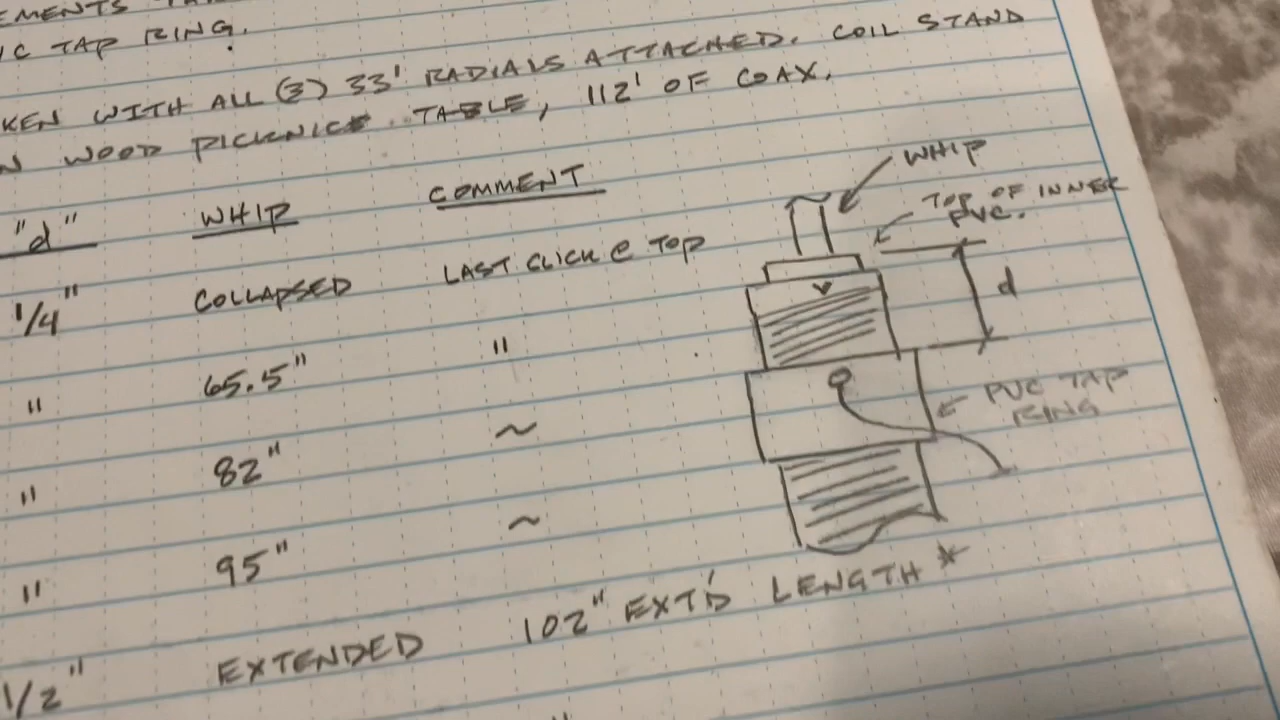 EMENTS
C TAP RING.
KEN WITH ALL (3) 33' RADIALS ATTACHED. COIL STAND
N WOOD PICKNICK TABLE, 112' OF COAX.
"d" WHIP COMMENT
1/4" COLLAPSED LAST CLICK @ TOP
" 65.5" "
" 82" ~
" 95" ~
1/2" EXTENDED 102" EXT'D LENGTH *
WHIP
TOP OF INNER
PVC.
d
PVC TAP
RING